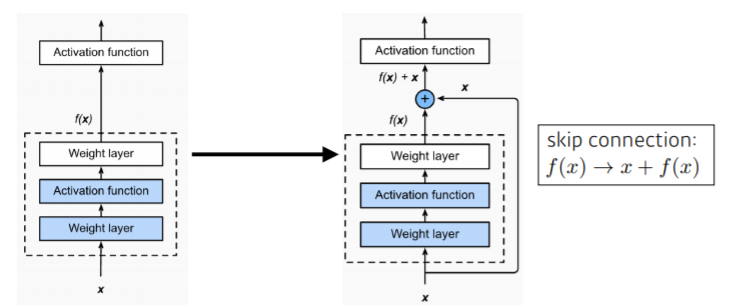 Activation function
f(x)
Weight layer
Activation function
Weight layer
x
Activation function
f(x) + x
x
+
f(x)
Weight layer
Activation function
Weight layer
x
skip connection:
f(x) → x + f(x)